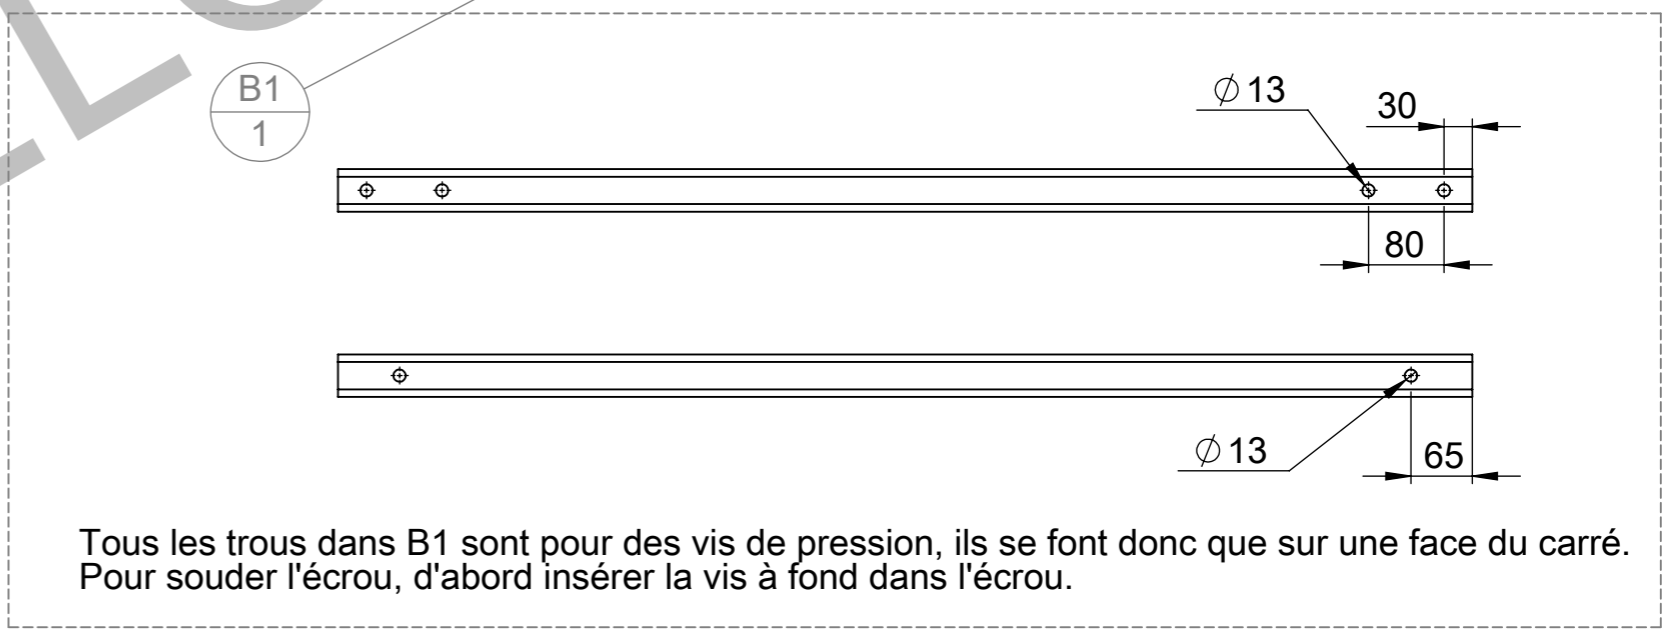 B1
1
⌀13
30
80
⌀13
65
Tous les trous dans B1 sont pour des vis de pression, ils se font donc que sur une face du carré.
Pour souder l'écrou, d'abord insérer la vis à fond dans l'écrou.